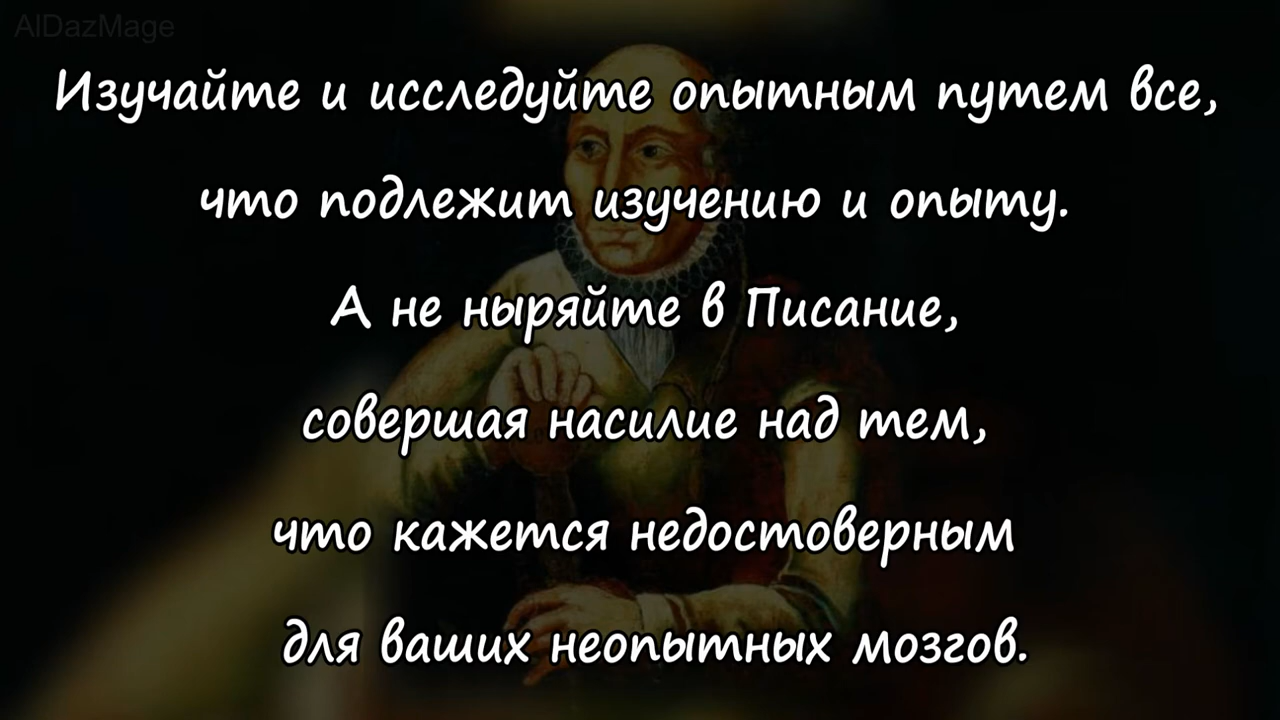 AlDazMage
Изучайте и исследуйте опытным путем все,
что подлежит изучению и опыту.
А не ныряйте в Писание,
совершая насилие над тем,
что кажется недостоверным
для ваших неопытных мозгов.